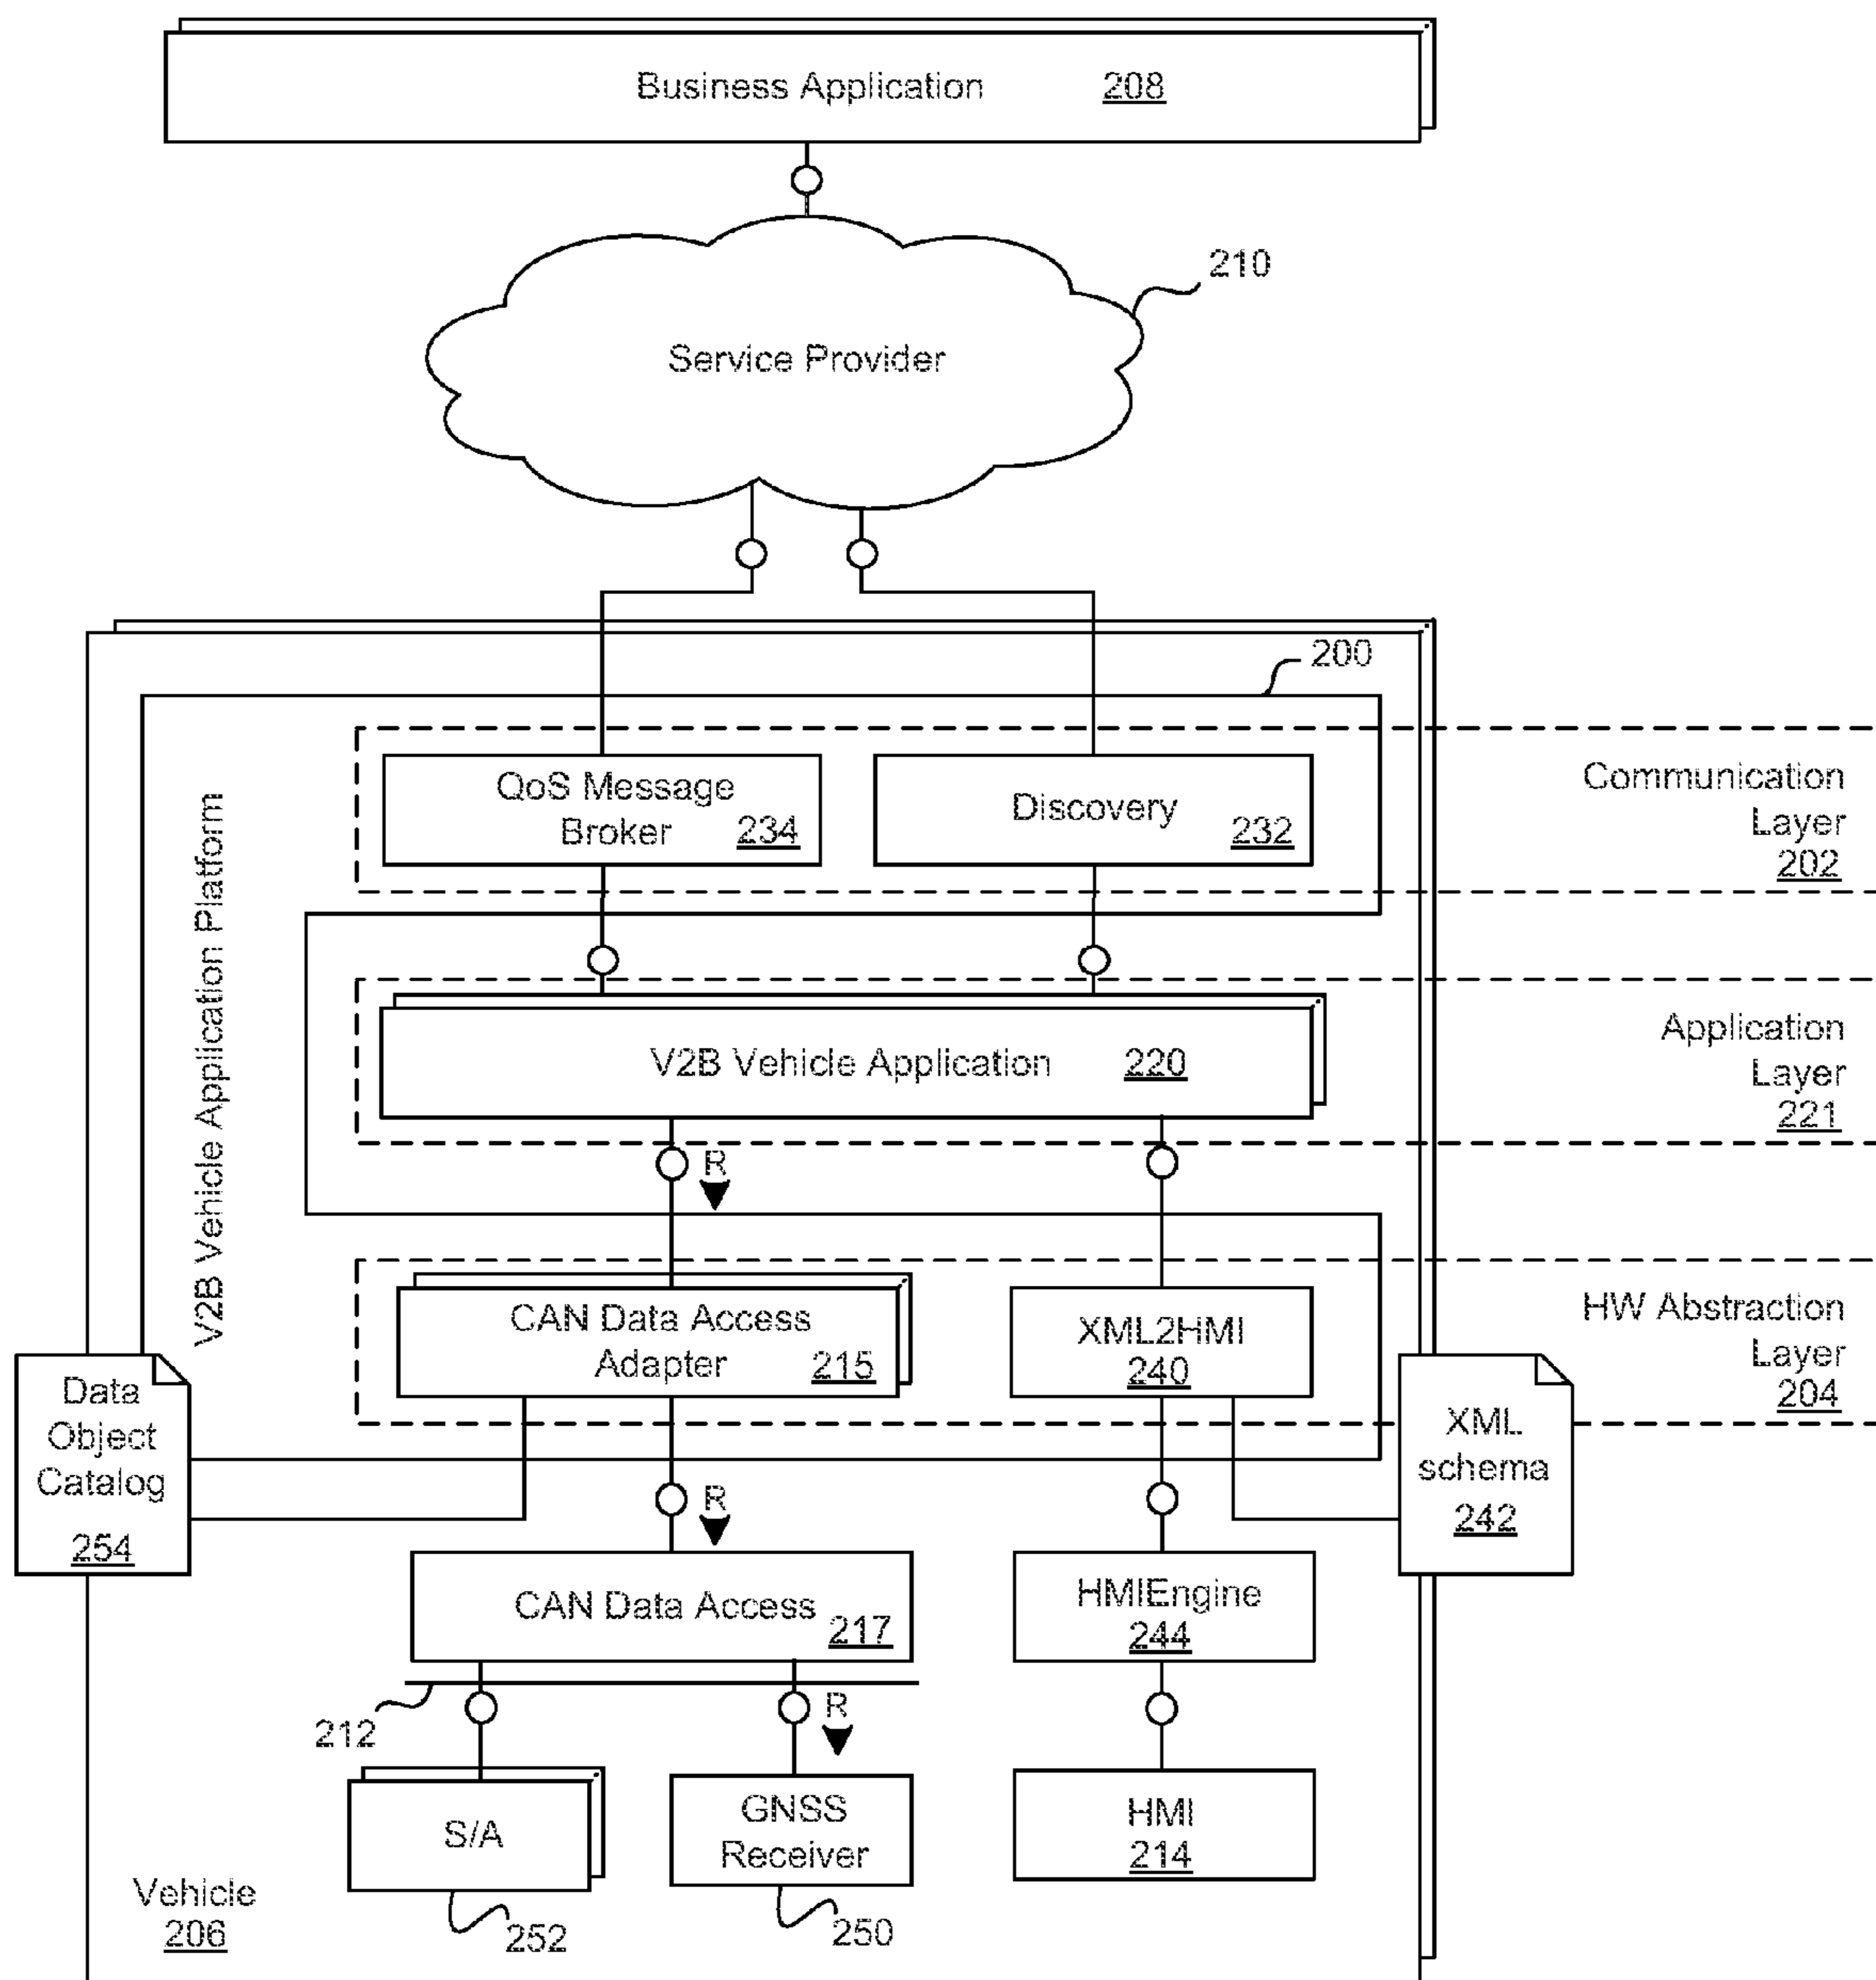 Business Application 208
210
Service Provider
200
V2B Vehicle Application Platform
QoS Message
Broker 234
Discovery
232
Communication
Layer
202
V2B Vehicle Application 220
Application
Layer
221
R
CAN Data Access
Adapter 215
XML2HMI
240
HW Abstraction
Layer
204
Data
Object
Catalog
254
XML
schema
242
R
CAN Data Access 217
HMIEngine
244
212
R
S/A
GNSS
Receiver
HMI
214
Vehicle
206
252
250